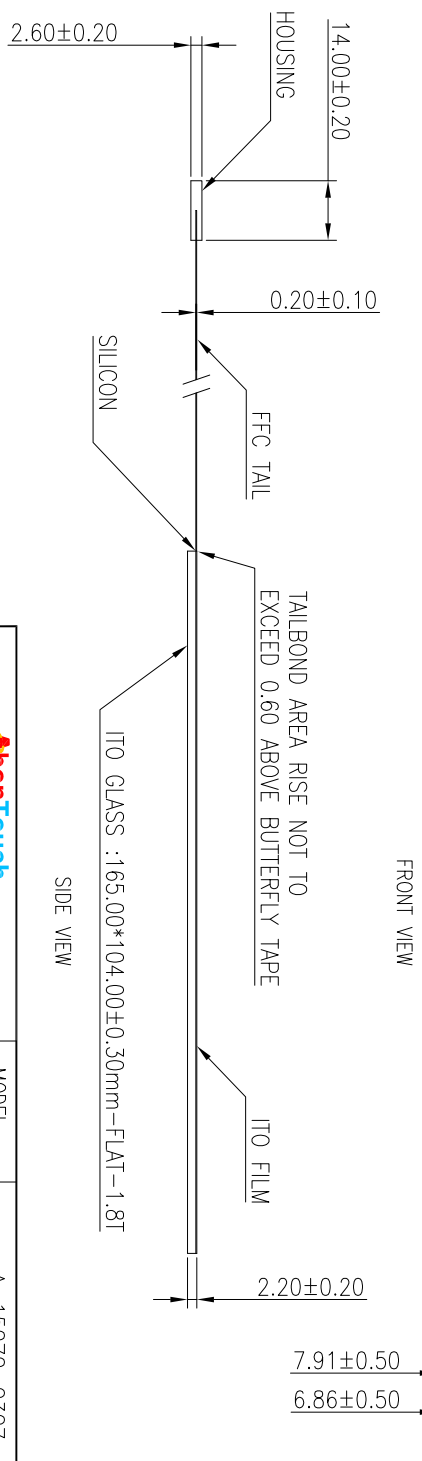 2.60±0.20
HOUSING
14.00±0.20
0.20±0.10
SILICON
FFC TAIL
TAILBOND AREA RISE NOT TO
EXCEED 0.60 ABOVE BUTTERFLY TAPE
FRONT VIEW
ITO GLASS :165.00*104.00±0.30mm-FLAT-1.8T
SIDE VIEW
ITO FILM
2.20±0.20
7.91±0.50
6.86±0.50
MODEL